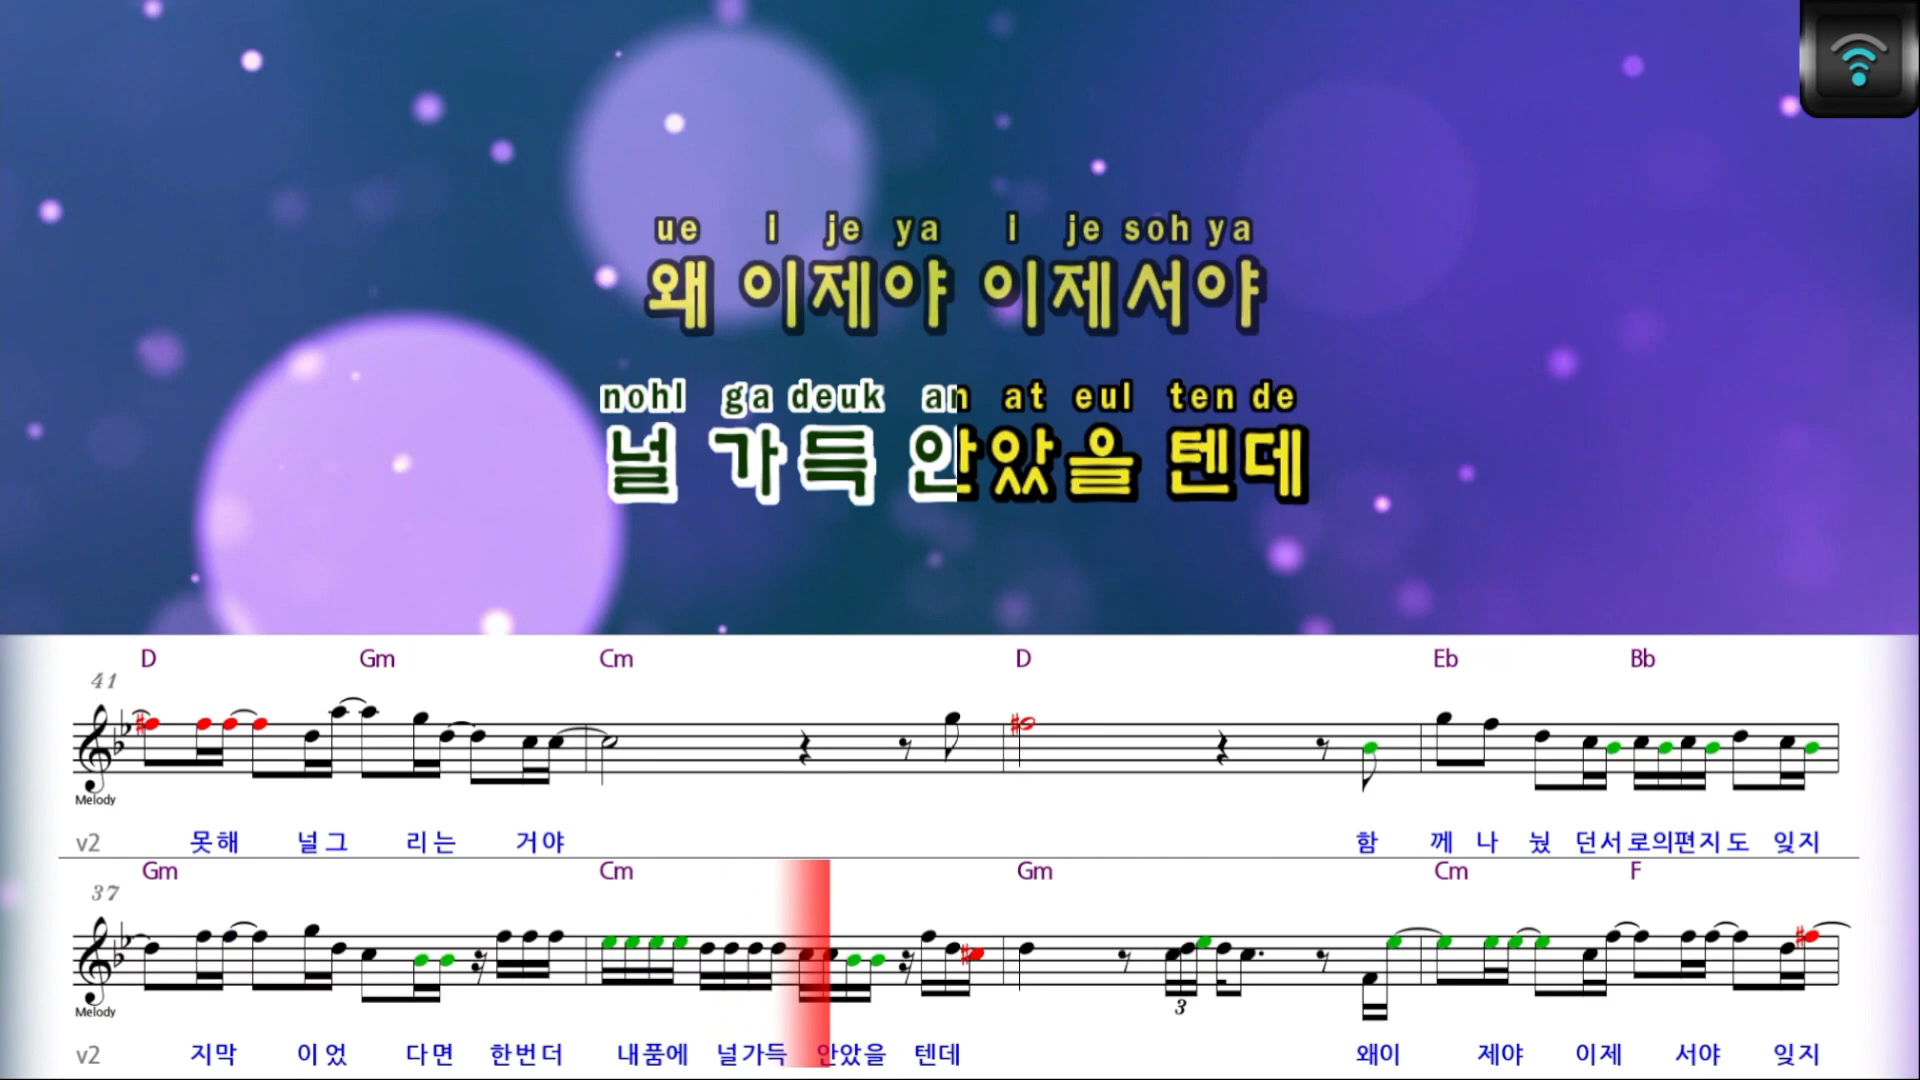 ue I je ya I je soh ya
왜 이제야 이제서야
nohl ga deuk an at eul ten de
널 가득 안았을 텐데
D Gm Cm D Eb Bb
41
Melody
v2 못해 널그 리는 거야 함 께 나 눴 던서 로의편지도 잊지
Gm Cm Gm Cm F
37
3
Melody
v2 지막 이었 다면 한번더 내품에 널가득 안았을 텐데 왜이 제야 이제 서야 잊지